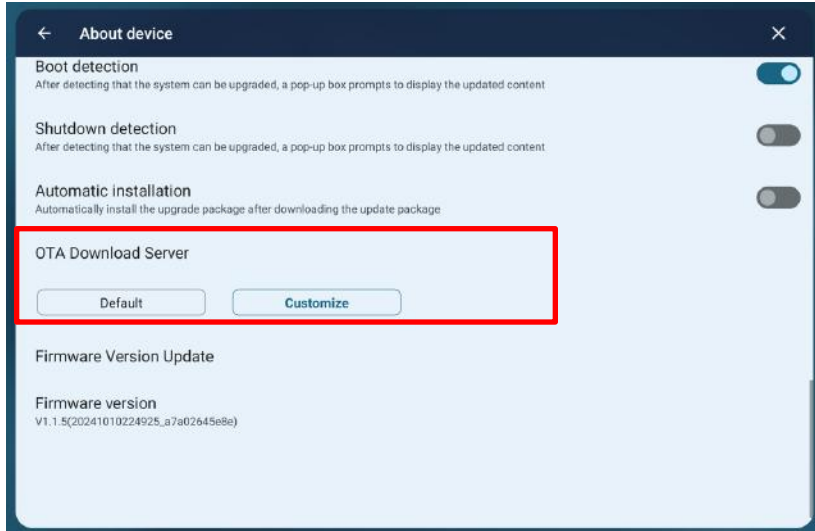 About device
Boot detection
After detecting that the system can be upgraded, a pop-up box prompts to display the updated content
Shutdown detection
After detecting that the system can be upgraded, a pop-up box prompts to display the updated content
Automatic installation
Automatically install the upgrade package after downloading the update package
OTA Download Server
Default Customize
Firmware Version Update
Firmware version
V1.1.5(20241010224925_a7a02645e8e)